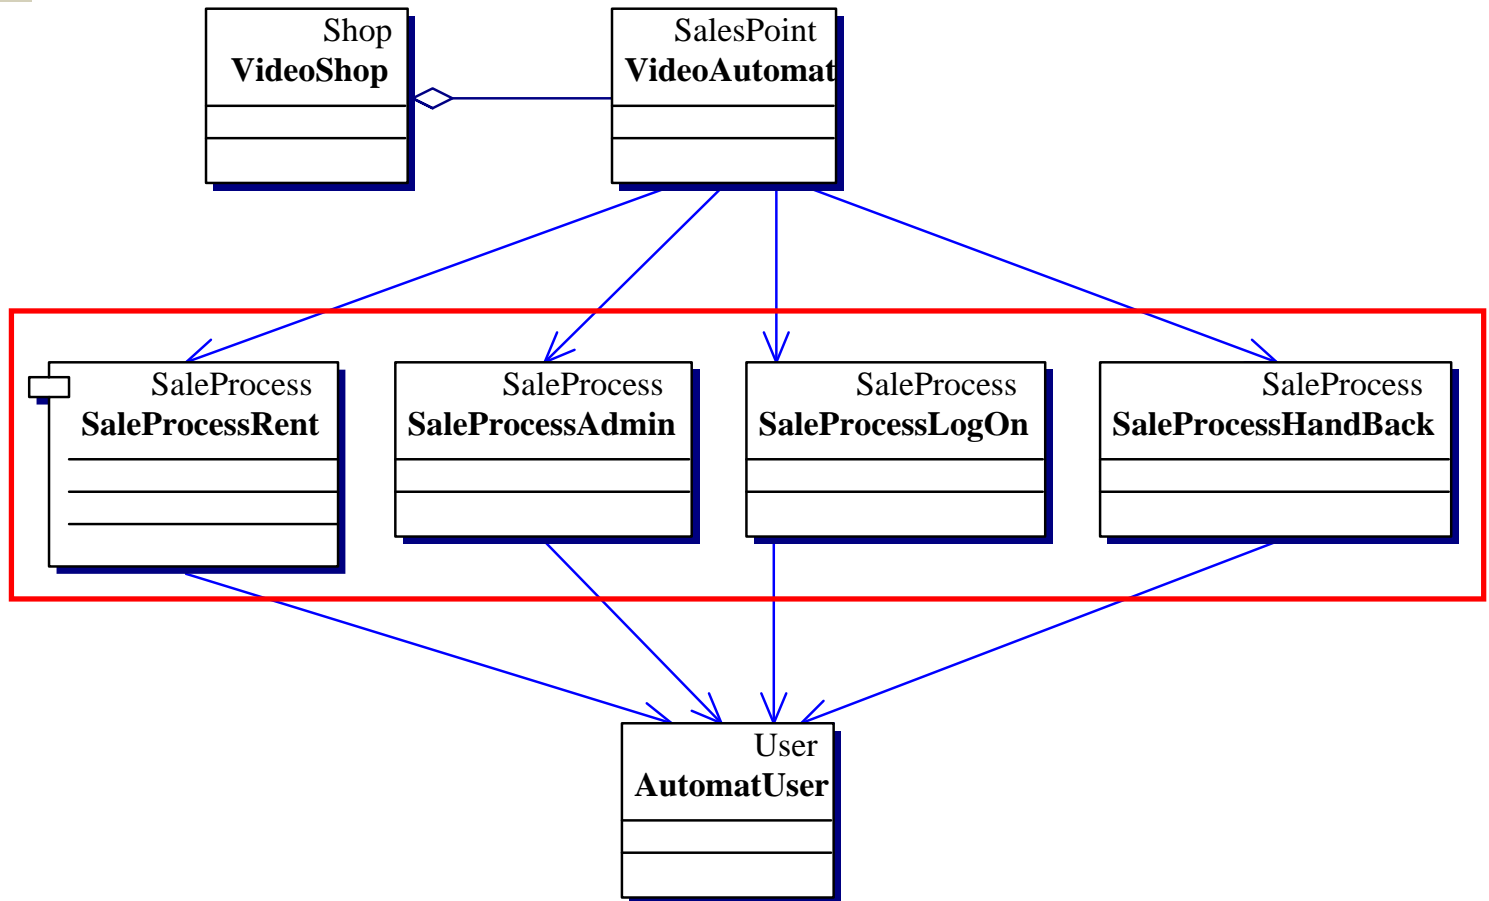 Shop
VideoShop
SalesPoint
VideoAutomat
SaleProcess
SaleProcessRent
SaleProcess
SaleProcessAdmin
SaleProcess
SaleProcessLogOn
SaleProcess
SaleProcessHandBack
User
AutomatUser